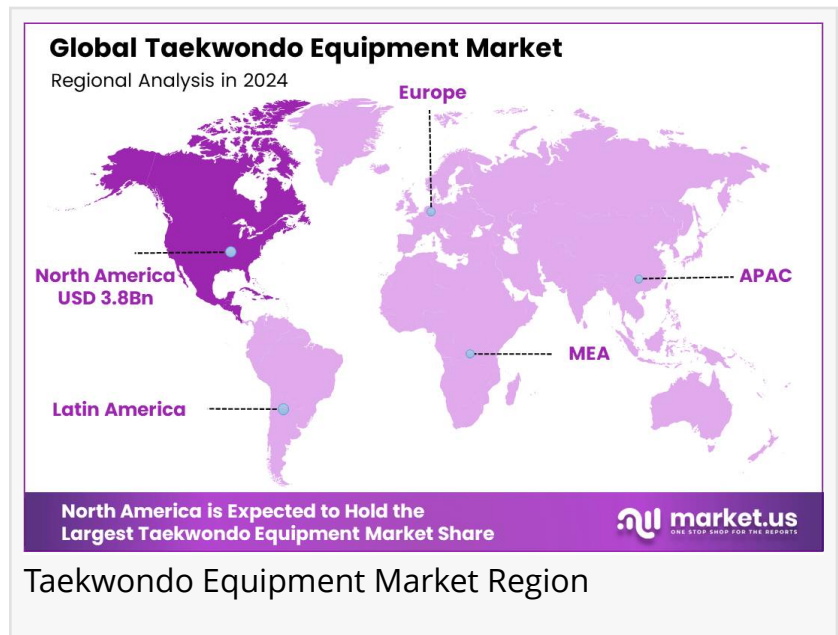 Global Taekwondo Equipment Market
Regional Analysis in 2024
Europe
North America
USD 3.8Bn
APAC
MEA
Latin America
North America is Expected to Hold the
Largest Taekwondo Equipment Market Share
market.us
ONE STOP SHOP FOR THE REPORTS
Taekwondo Equipment Market Region